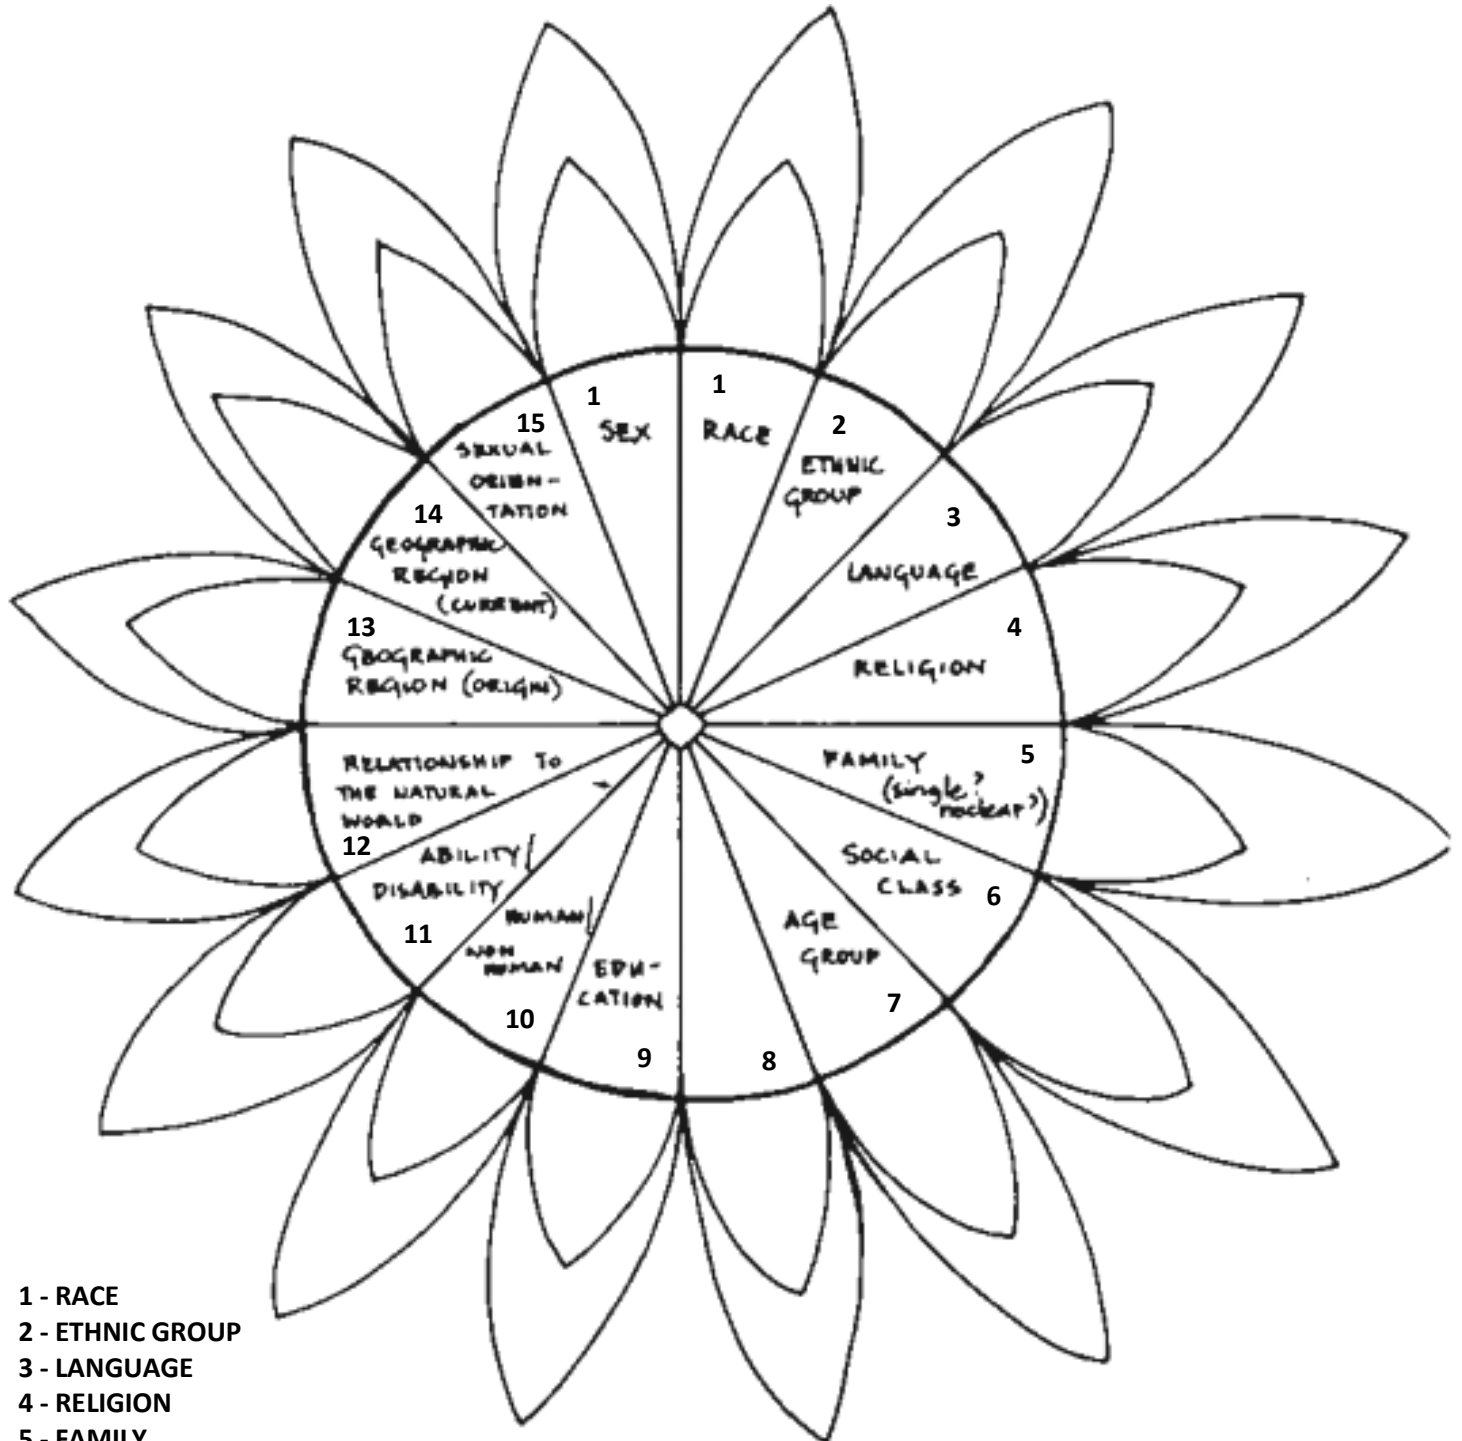 1
RACE
2
ETHNIC
GROUP
3
LANGUAGE
4
RELIGION
5
FAMILY
(single?
nuclear?)
SOCIAL
CLASS
6
AGE
GROUP
7
8
EDU-
CATION
9
HUMAN/
NON
HUMAN
10
ABILITY/
DISABILITY
11
RELATIONSHIP TO
THE NATURAL
WORLD
12
13
GEOGRAPHIC
REGION (ORIGIN)
14
GEOGRAPHIC
REGION
(CURRENT)
15
SEXUAL
ORIEN-
TATION
1
SEX
1 - RACE
2 - ETHNIC GROUP
3 - LANGUAGE
4 - RELIGION
5 - FAMILY